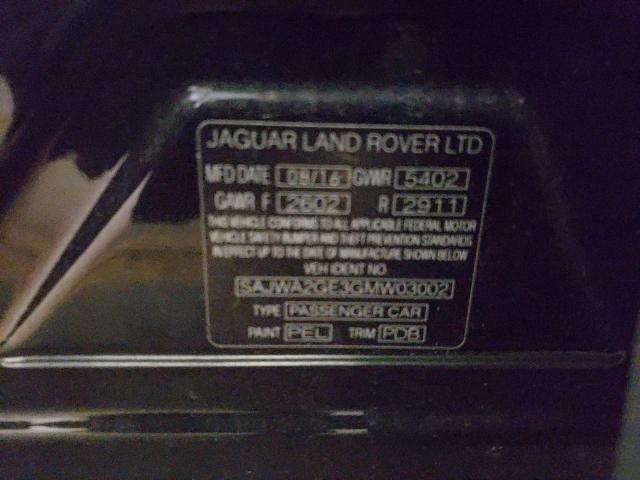 JAGUAR LAND ROVER LTD
MFD DATE 08/16 GVWR 5402
GAWR F 2602 R 2911
THIS VEHICLE CONFORMS TO ALL APPLICABLE FEDERAL MOTOR
VEHICLE SAFETY BUMPER AND THEFT PREVENTION STANDARDS
IN EFFECT UP TO THE DATE OF MANUFACTURE SHOWN BELOW
VEH IDENT NO
SAJWA2GE3GMW03002
TYPE PASSENGER CAR
PAINT PEL TRIM PDB